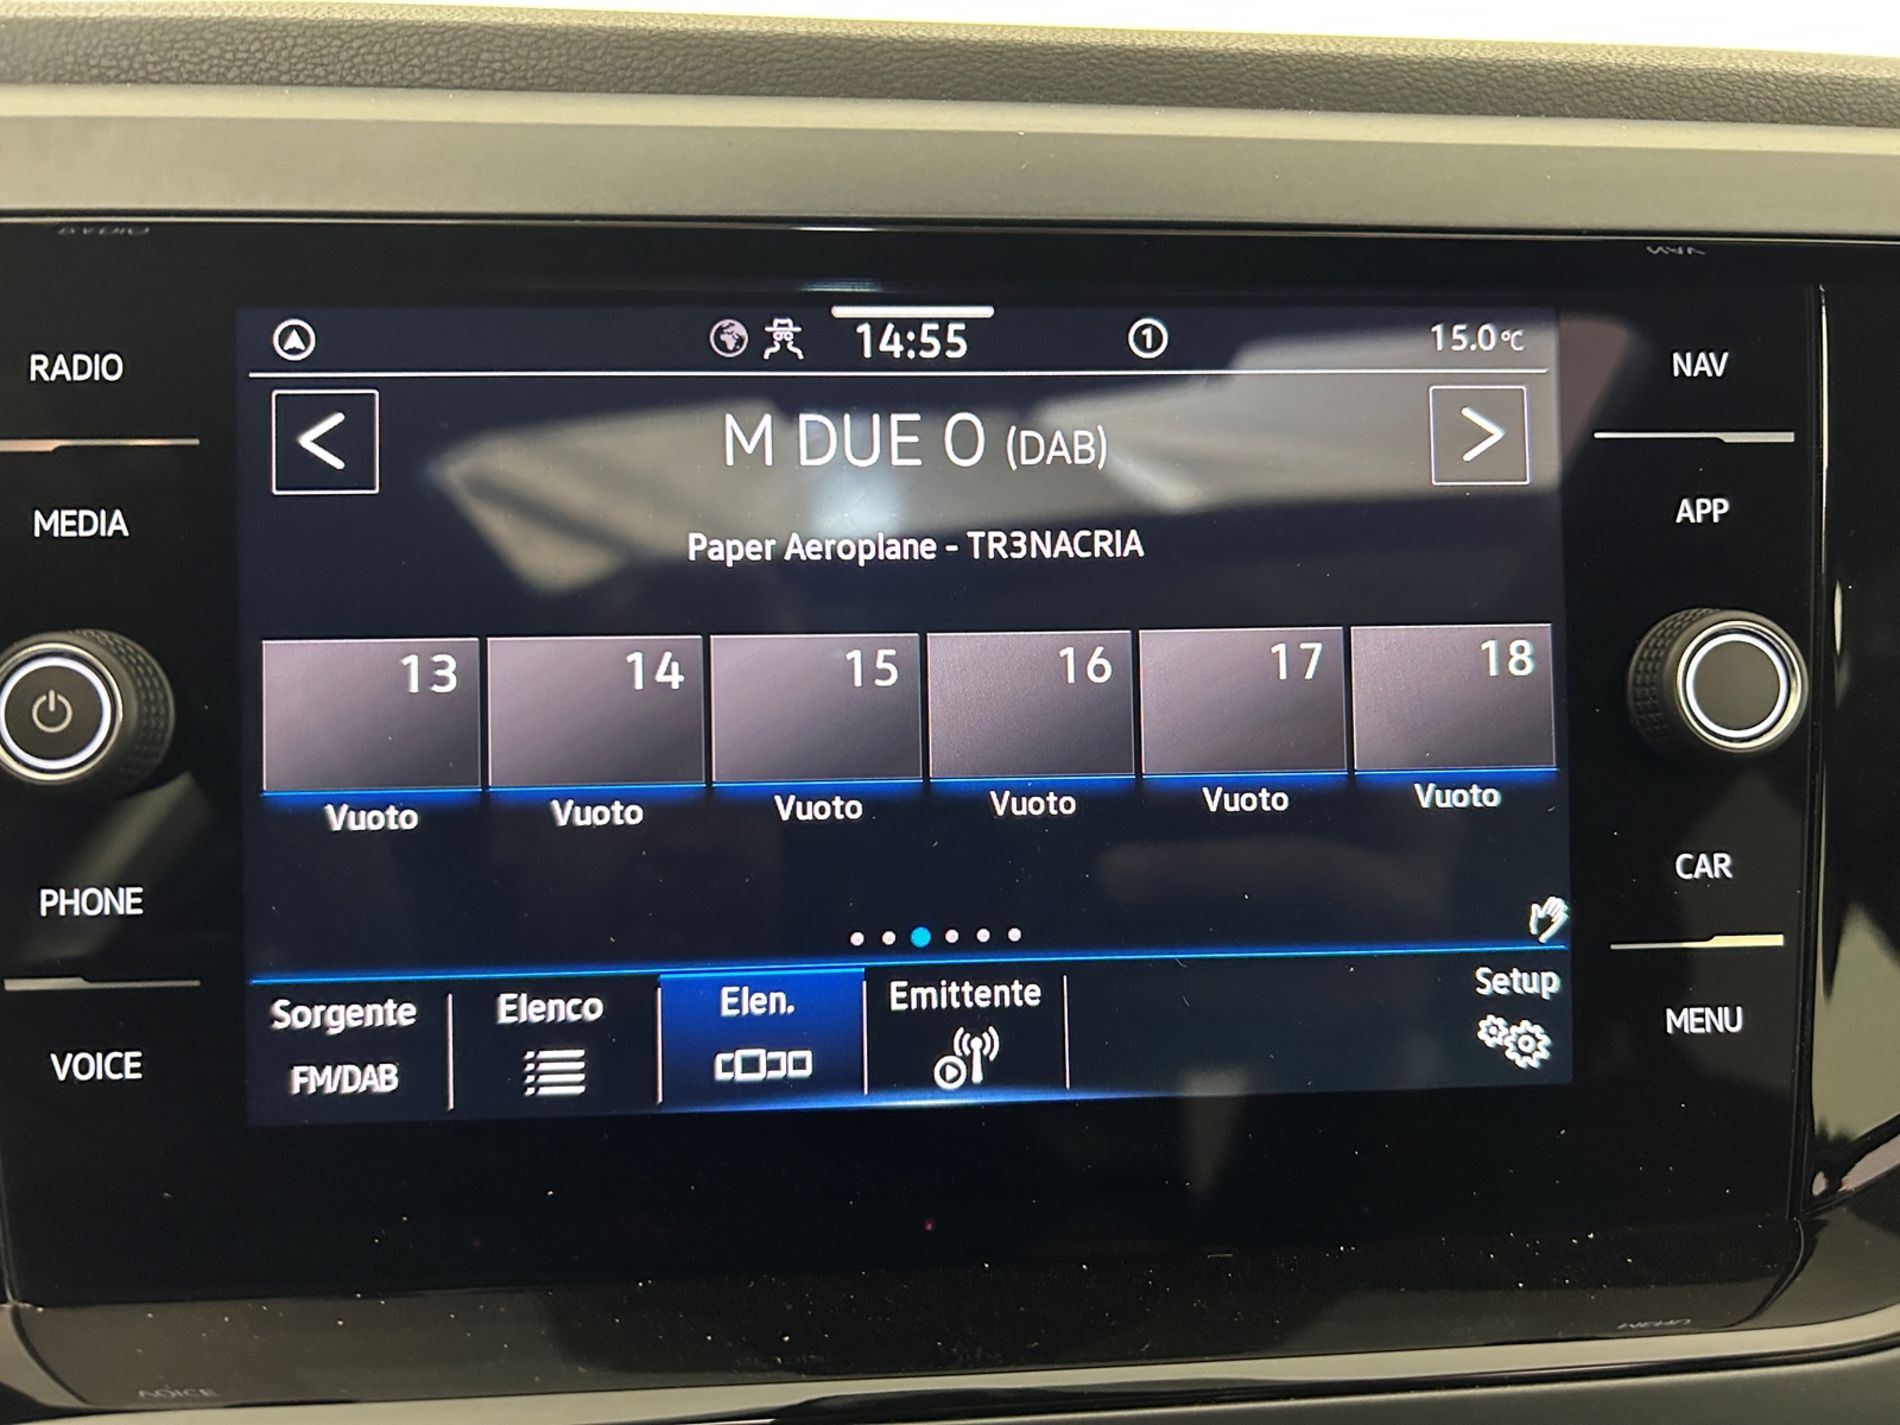 RADIO
MEDIA
PHONE
VOICE
14:55
1
15.0°C
M DUE O (DAB)
Paper Aeroplane - TR3NACRIA
13
14
15
16
17
18
Vuoto
Vuoto
Vuoto
Vuoto
Vuoto
Vuoto
Sorgente
FM/DAB
Elenco
Elen.
Emittente
Setup
NAV
APP
CAR
MENU